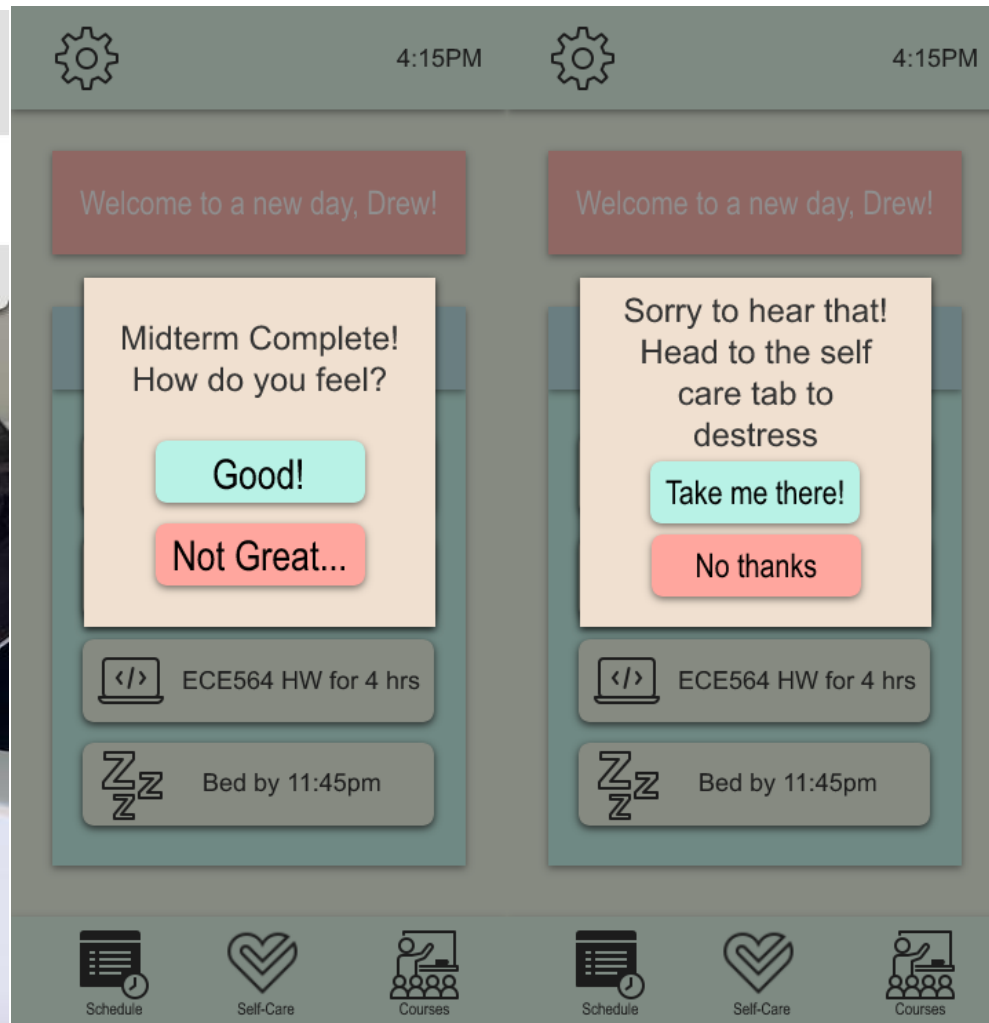 4:15PM
Welcome to a new day, Drew!
Midterm Complete!
How do you feel?
Good!
Not Great...
</> ECE564 HW for 4 hrs
ZZZ Bed by 11:45pm
Schedule Self-Care Courses
4:15PM
Welcome to a new day, Drew!
Sorry to hear that!
Head to the self
care tab to
destress
Take me there!
No thanks
</> ECE564 HW for 4 hrs
ZZZ Bed by 11:45pm
Schedule Self-Care Courses